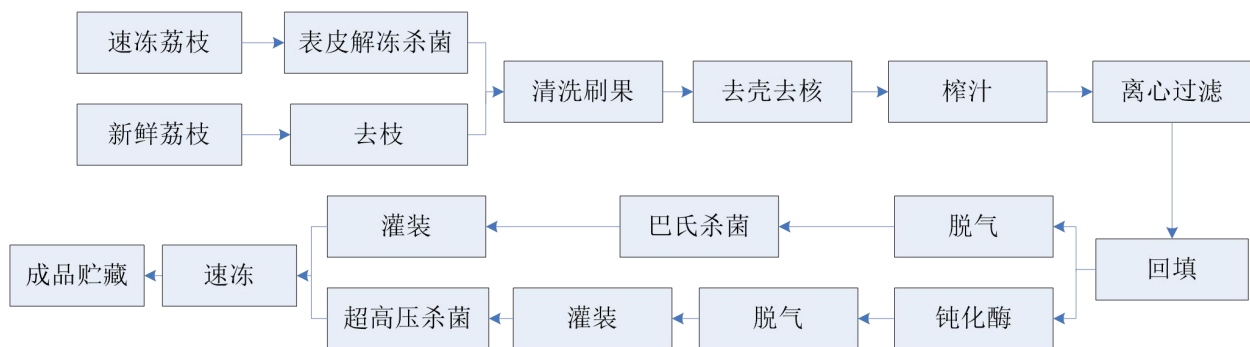 速冻荔枝
表皮解冻杀菌
新鲜荔枝
去枝
清洗刷果
去壳去核
榨汁
离心过滤
回填
脱气
巴氏杀菌
灌装
钝化酶
脱气
灌装
超高压杀菌
速冻
成品贮藏